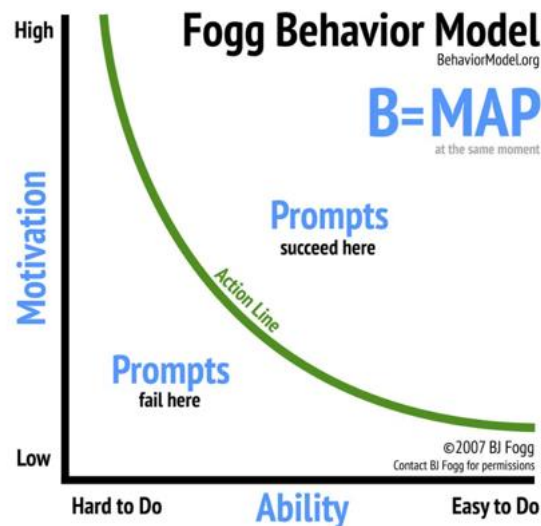 High
Fogg Behavior Model
BehaviorModel.org
B=MAP
at the same moment
Motivation
Prompts
succeed here
Action Line
Prompts
fail here
©2007 BJ Fogg
Contact BJ Fogg for permissions
Low
Hard to Do
Ability
Easy to Do